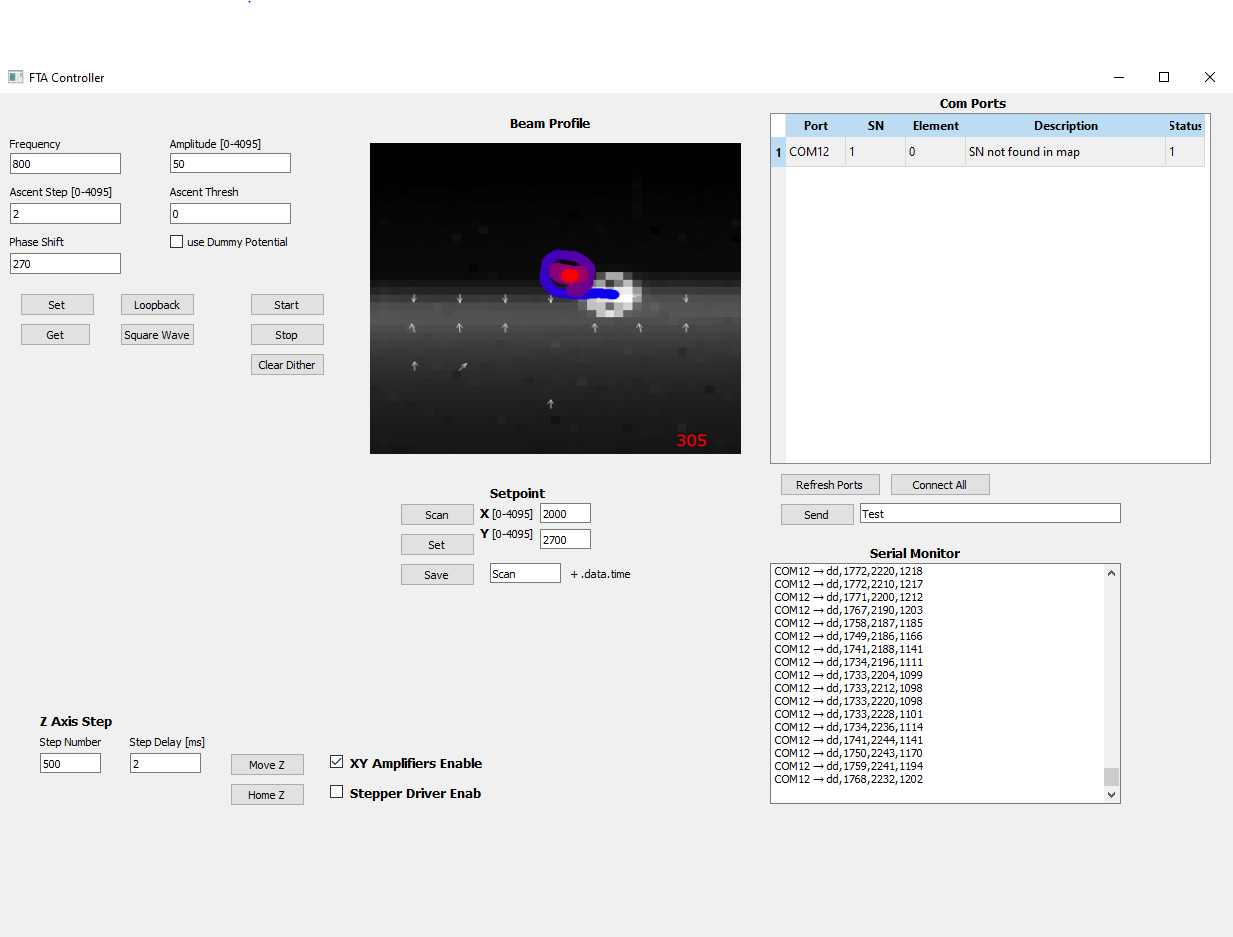 FTA Controller
Frequency
Amplitude [0-4095]
800
50
Ascent Step [0-4095]
Ascent Thresh
2
0
Phase Shift
use Dummy Potential
270
Set
Loopback
Start
Get
Square Wave
Stop
Clear Dither
Beam Profile
305
Setpoint
Scan
X [0-4095]
2000
Set
Y [0-4095]
2700
Save
Scan
+ .data.time
Com Ports
Port SN Element Description Status
1 COM12 1 0 SN not found in map 1
Refresh Ports
Connect All
Send
Test
Serial Monitor
COM12 → dd,1772,2220,1218
COM12 → dd,1772,2210,1217
COM12 → dd,1771,2200,1212
COM12 → dd,1767,2190,1203
COM12 → dd,1758,2187,1185
COM12 → dd,1749,2186,1166
COM12 → dd,1741,2188,1141
COM12 → dd,1734,2196,1111
COM12 → dd,1733,2204,1099
COM12 → dd,1733,2212,1098
COM12 → dd,1733,2220,1098
COM12 → dd,1733,2228,1101
COM12 → dd,1734,2236,1114
COM12 → dd,1741,2244,1141
COM12 → dd,1750,2243,1170
COM12 → dd,1759,2241,1194
COM12 → dd,1768,2232,1202
Z Axis Step
Step Number
Step Delay [ms]
500
2
Move Z
XY Amplifiers Enable
Home Z
Stepper Driver Enab